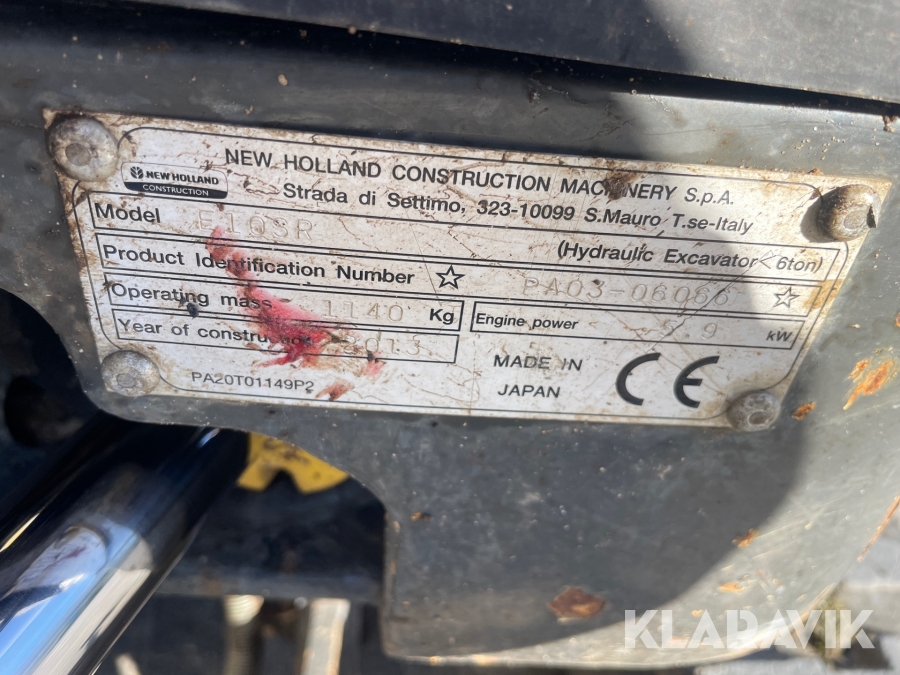 NEW HOLLAND CONSTRUCTION MACHINERY S.p.A.
NEW HOLLAND
CONSTRUCTION
Strada di Settimo, 323-10099 S.Mauro T.se-Italy
Model E10SR (Hydraulic Excavator<6ton)
Product Identification Number ☆ PA03-06066 ☆
Operating mass 1140 Kg
Engine power 5.9 kW
Year of construction 2013
MADE IN
JAPAN
CE
PA20T01149P2
KLARAVIK